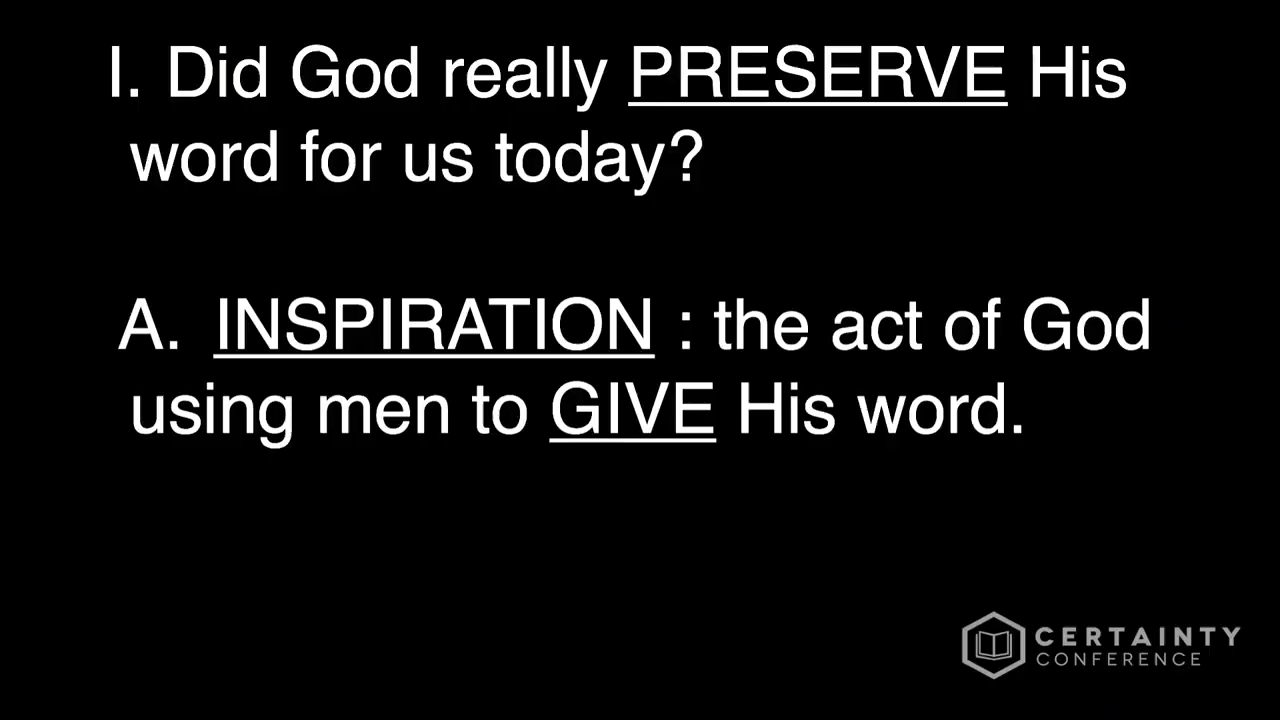 I. Did God really PRESERVE His
word for us today?
A. INSPIRATION : the act of God
using men to GIVE His word.
CERTAINTY
CONFERENCE